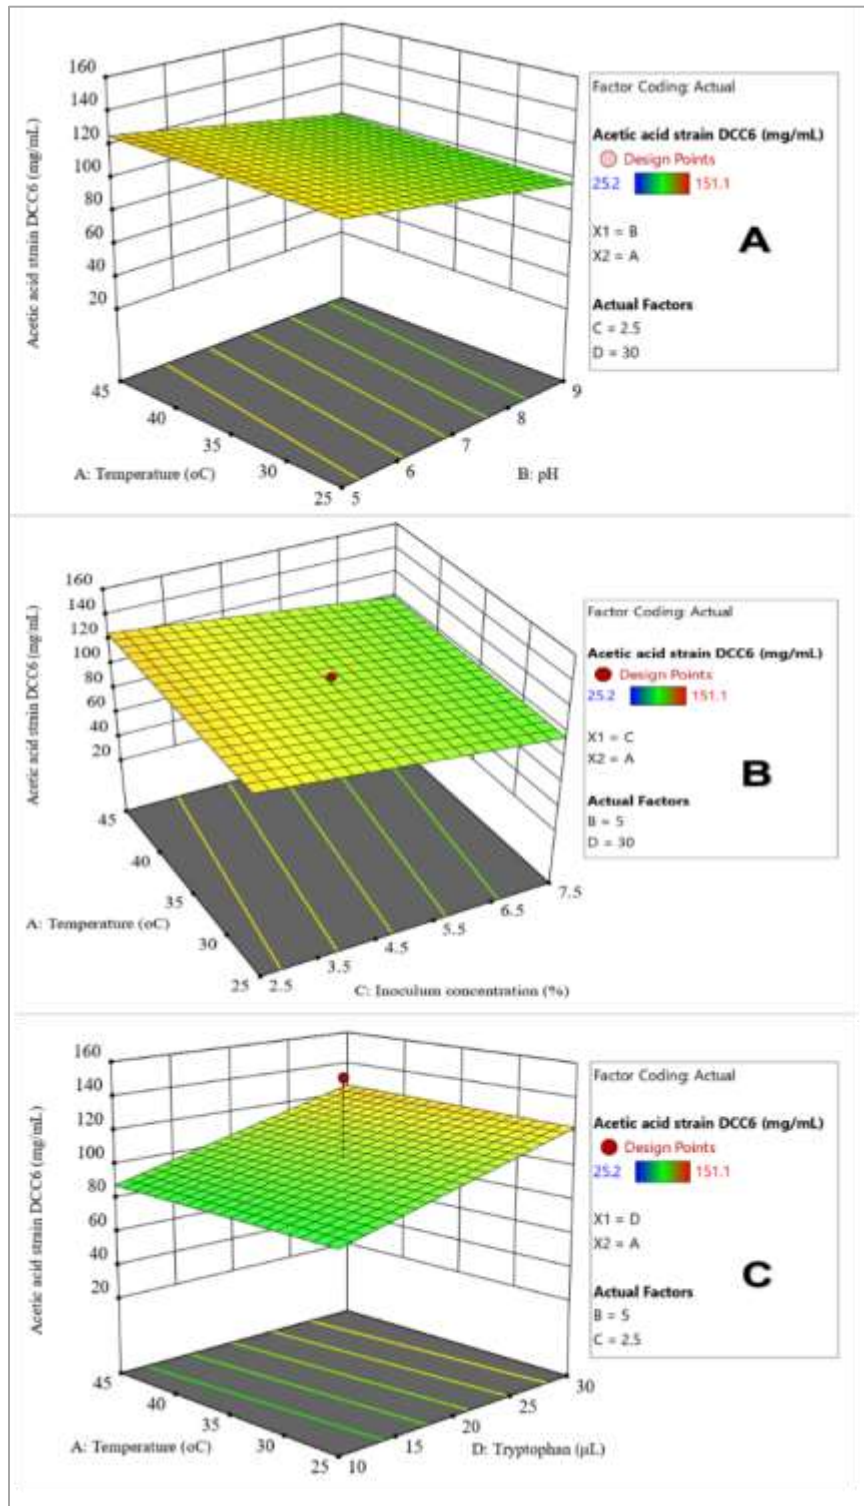 160
140
120
100
80
60
40
20
Acetic acid strain DCC6 (mg/mL)
45
40
35
30
25
A: Temperature (oC)
5
6
7
8
9
B: pH
Factor Coding: Actual
Acetic acid strain DCC6 (mg/mL)
Design Points
25.2 151.1
X1 = B
X2 = A
Actual Factors
C = 2.5
D = 30
A
160
140
120
100
80
60
40
20
Acetic acid strain DCC6 (mg/mL)
45
40
35
30
25
A: Temperature (oC)
2.5
3.5
4.5
5.5
6.5
7.5
C: Inoculum concentration (%)
Factor Coding: Actual
Acetic acid strain DCC6 (mg/mL)
Design Points
25.2 151.1
X1 = C
X2 = A
Actual Factors
B = 5
D = 30
B
160
140
120
100
80
60
40
20
Acetic acid strain DCC6 (mg/mL)
45
40
35
30
25
A: Temperature (oC)
10
15
20
25
30
D: Tryptophan (µL)
Factor Coding: Actual
Acetic acid strain DCC6 (mg/mL)
Design Points
25.2 151.1
X1 = D
X2 = A
Actual Factors
B = 5
C = 2.5
C